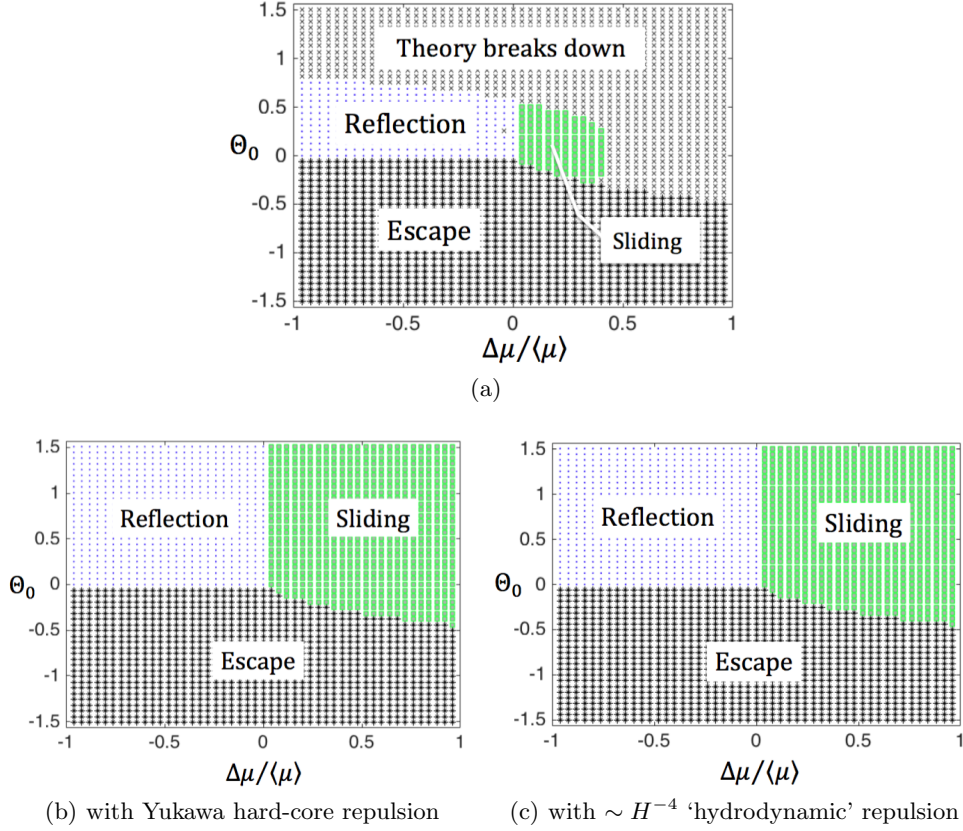 1.5
1
Theory breaks down
0.5
Reflection
Θ₀
0
-0.5
Escape
Sliding
-1
-1.5
-1 -0.5 0 0.5 1
Δμ/⟨μ⟩
(a)
1.5
1
Reflection Sliding
0.5
Θ₀ 0
-0.5
Escape
-1
-1.5
-1 -0.5 0 0.5 1
Δμ/⟨μ⟩
(b) with Yukawa hard-core repulsion
1.5
1
Reflection Sliding
0.5
Θ₀ 0
-0.5
Escape
-1
-1.5
-1 -0.5 0 0.5 1
Δμ/⟨μ⟩
(c) with ∼ H⁻⁴ ‘hydrodynamic’ repulsion